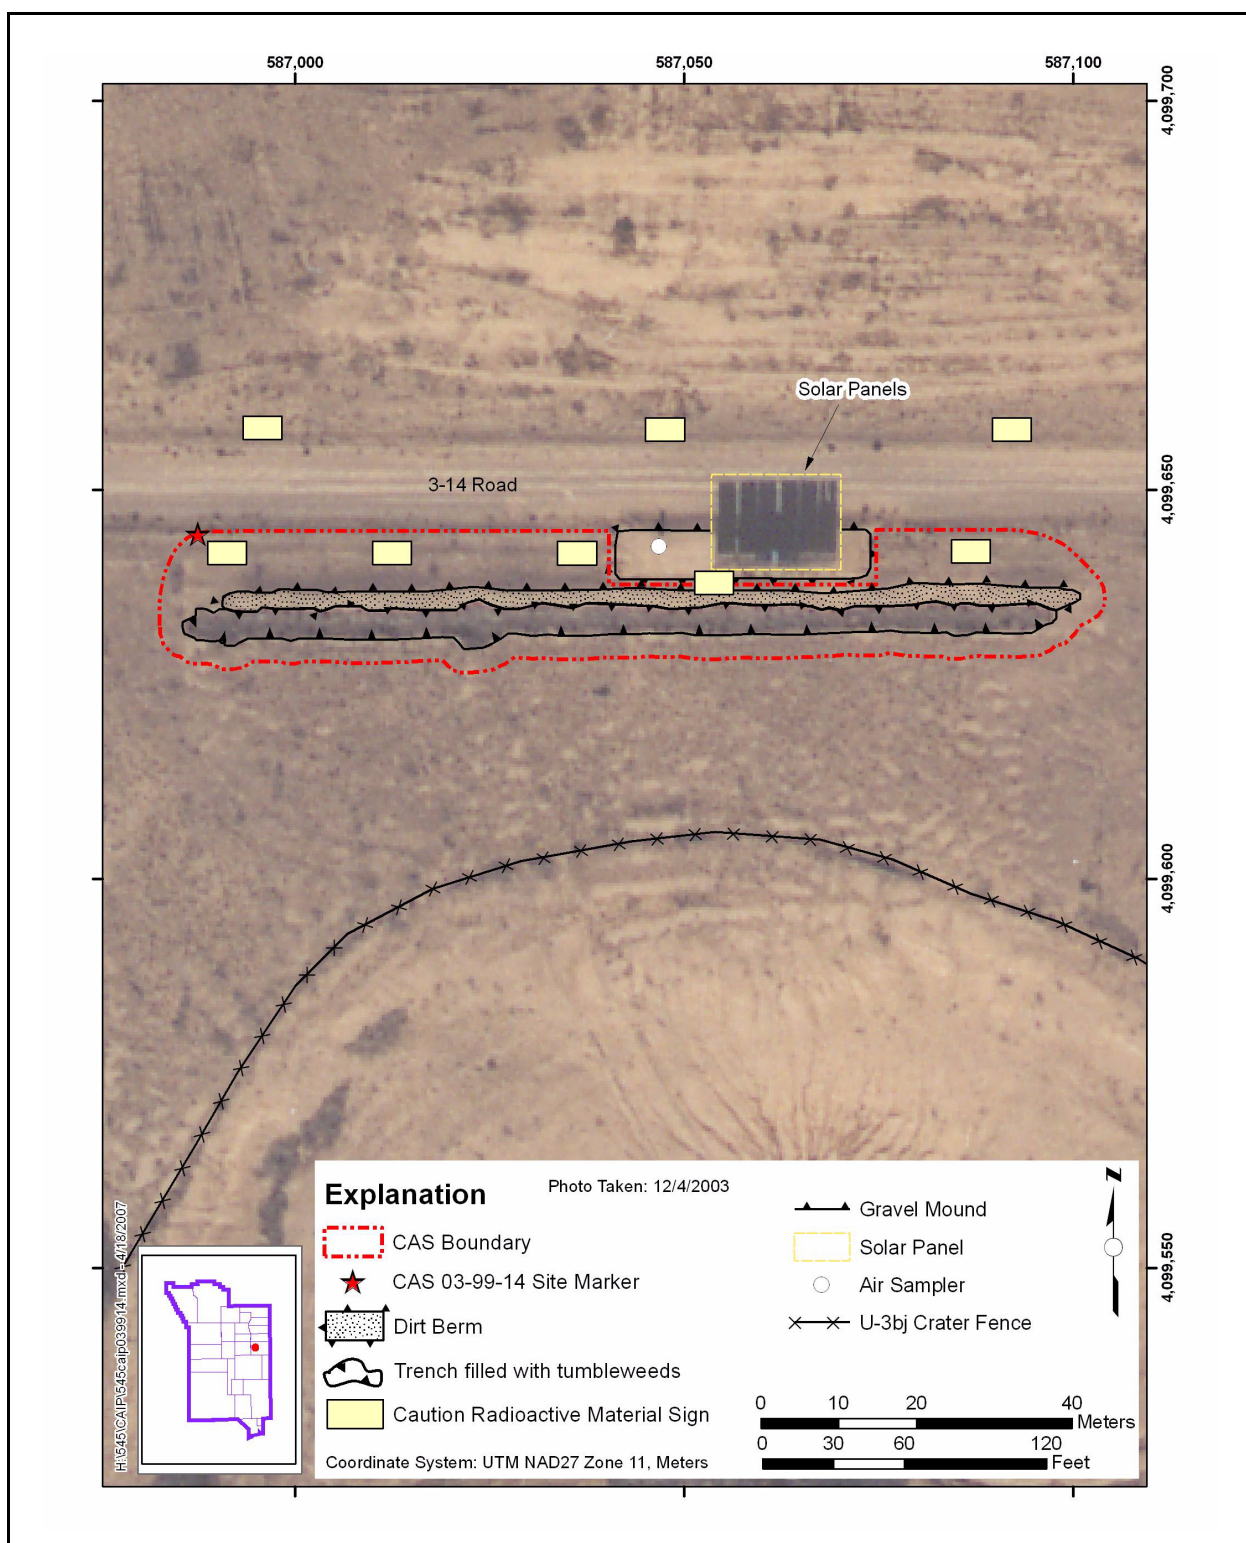 587,000 587,050 587,100
4,099,700
Solar Panels
3-14 Road
4,099,650
4,099,600
4,099,550
H:\545\CAIP\545caip039914.mxd - 4/18/2007
Explanation
Photo Taken: 12/4/2003
CAS Boundary
CAS 03-99-14 Site Marker
Dirt Berm
Trench filled with tumbleweeds
Caution Radioactive Material Sign
Coordinate System: UTM NAD27 Zone 11, Meters
Gravel Mound
Solar Panel
Air Sampler
U-3bj Crater Fence
N
0 10 20 40
Meters
0 30 60 120
Feet